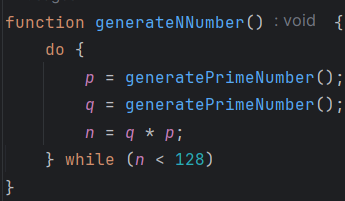 function generateNNumber() : void {
do {
p = generatePrimeNumber();
q = generatePrimeNumber();
n = q * p;
} while (n < 128)
}